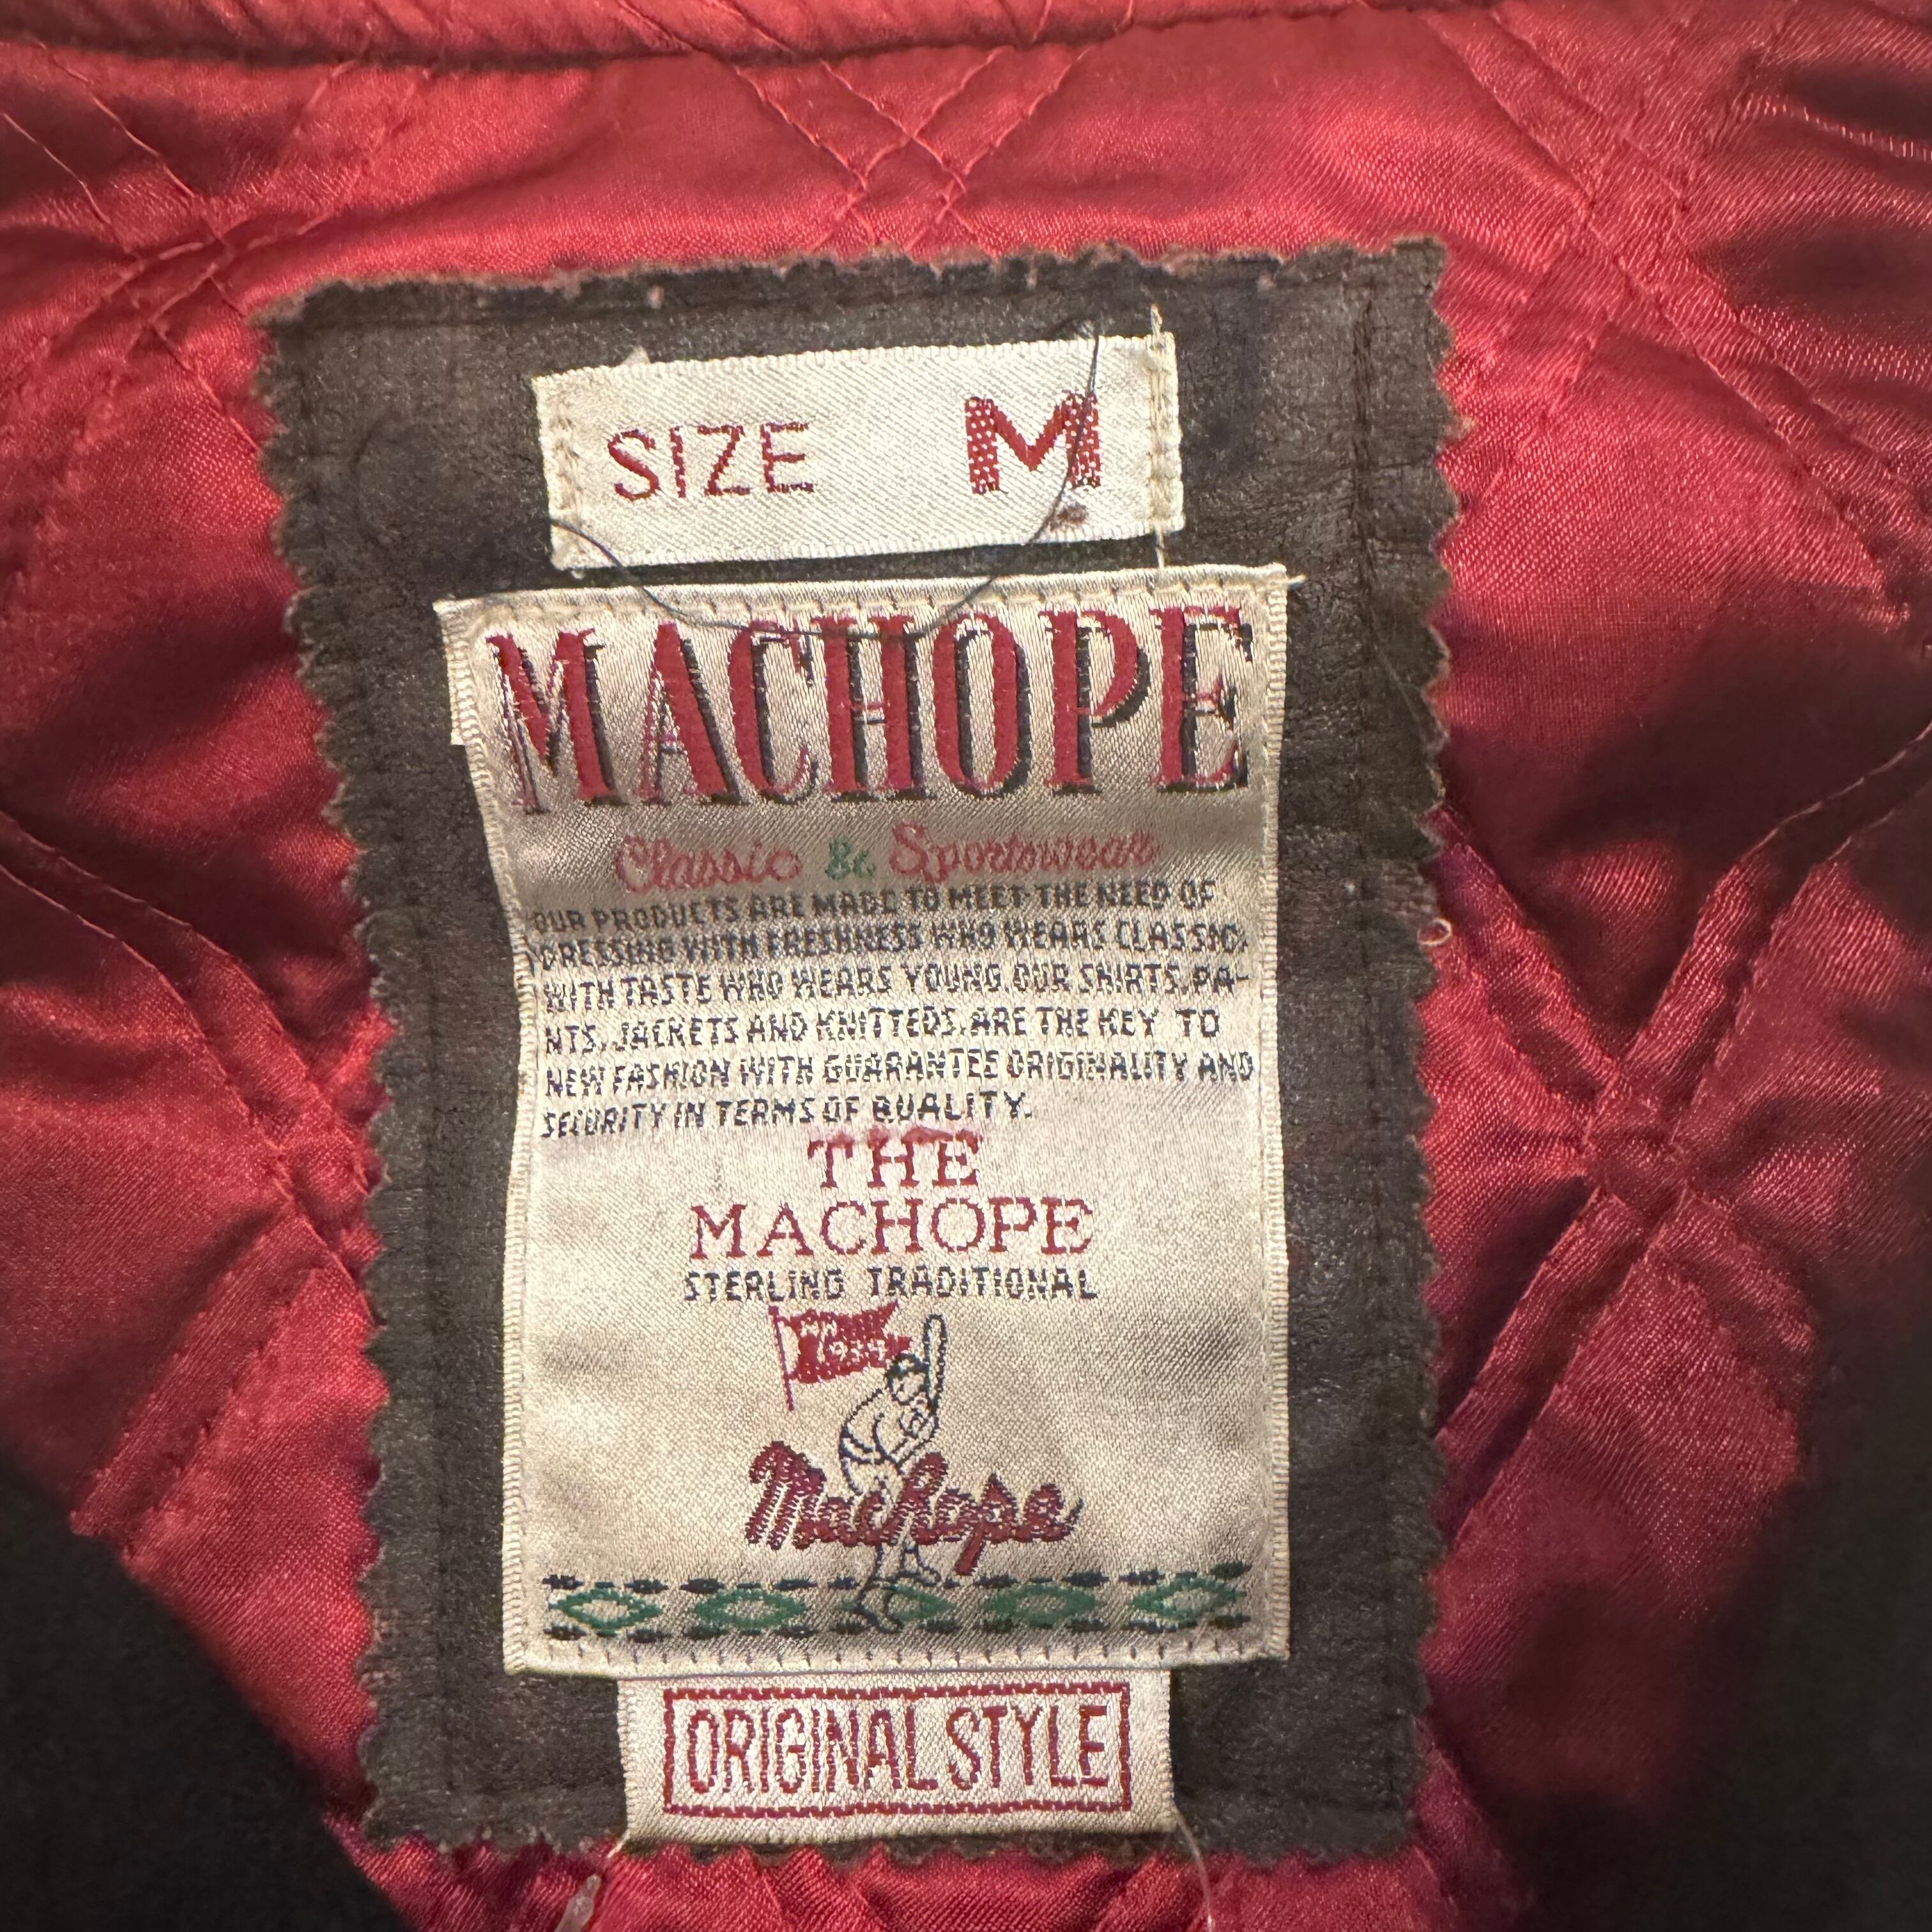 SIZE M
MACHOPE
Classic & Sportswear
OUR PRODUCTS ARE MADE TO MEET THE NEED OF
DRESSING WITH FRESHNESS WHO WEARS CLASSIC,
WITH TASTE WHO WEARS YOUNG. OUR SHIRTS, PA-
NTS, JACKETS AND KNITTEDS, ARE THE KEY TO
NEW FASHION WITH GUARANTEE ORIGINALITY AND
SECURITY IN TERMS OF QUALITY.
THE
MACHOPE
STERLING TRADITIONAL
Machope
ORIGINAL STYLE